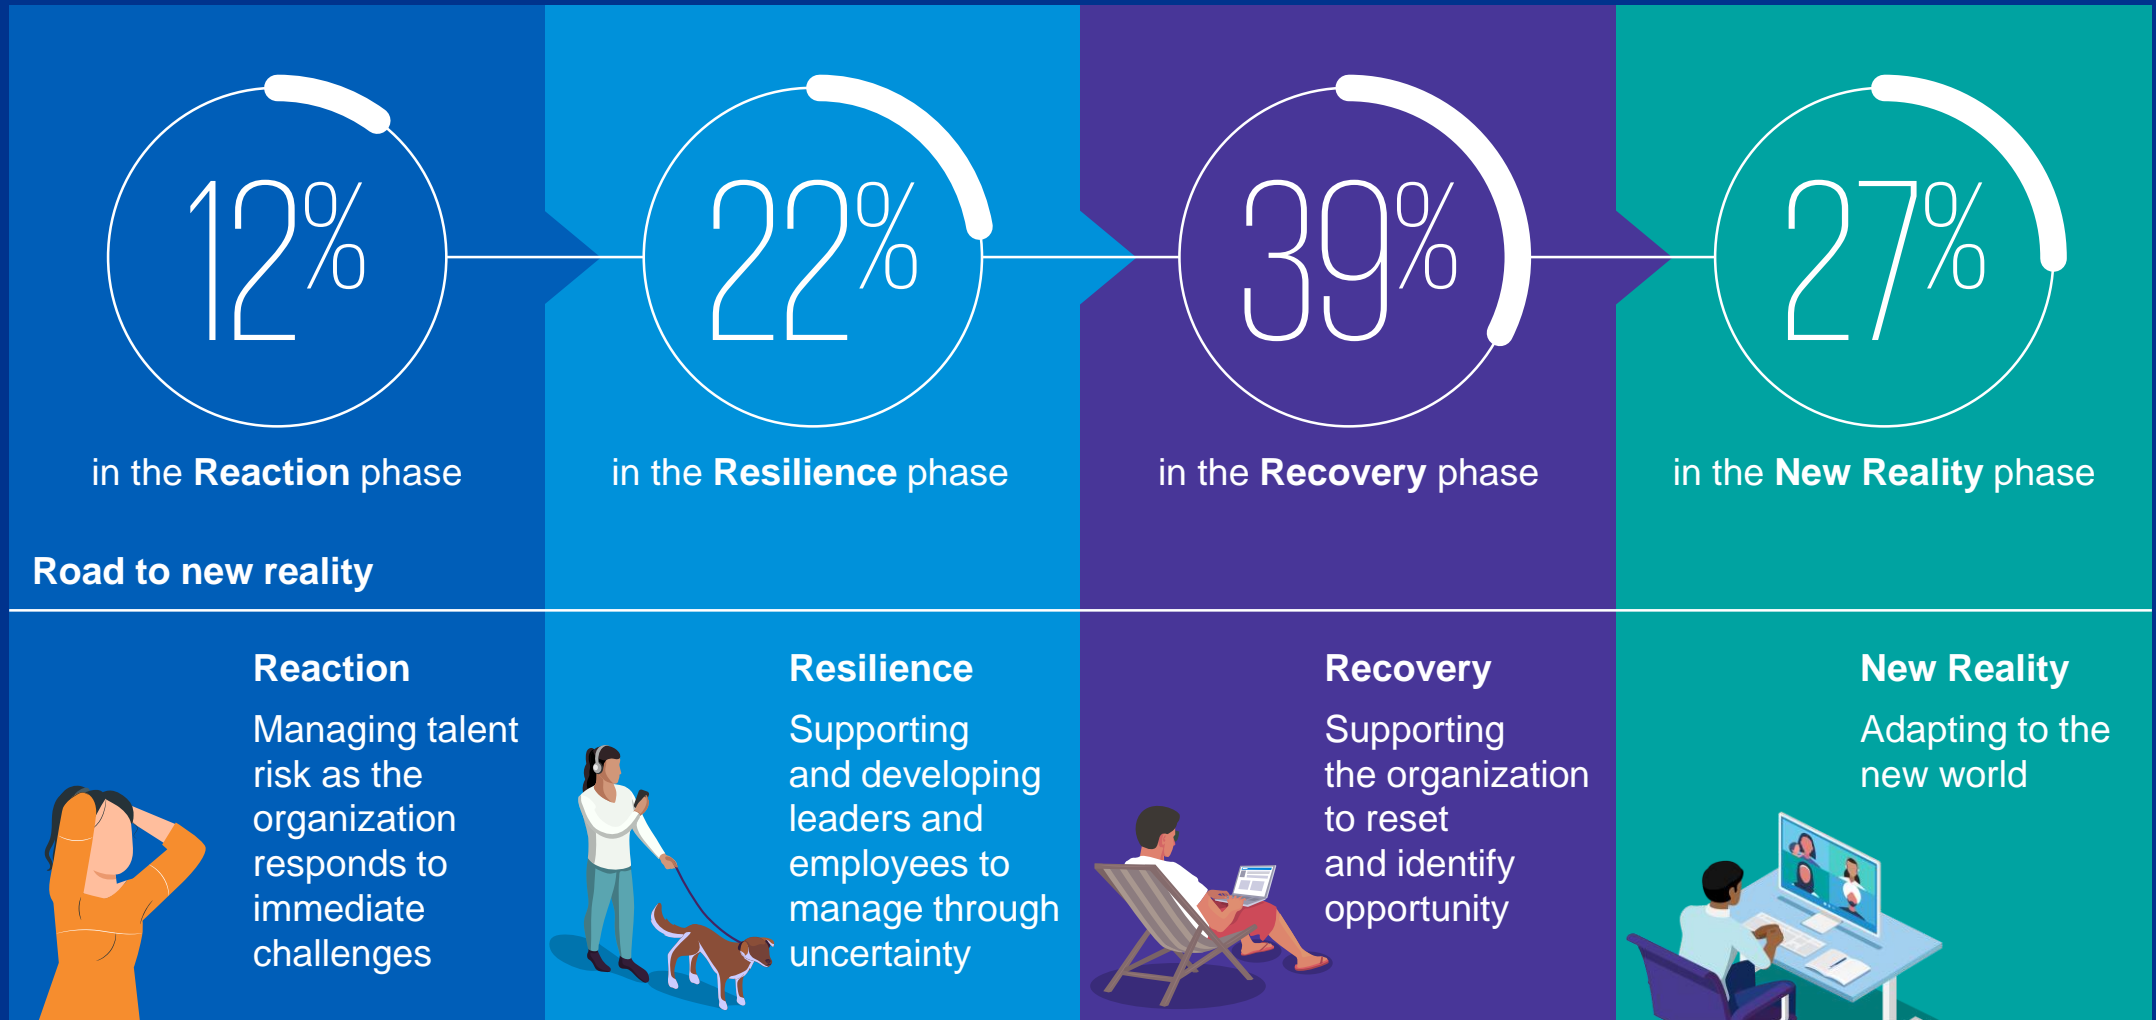 12%
in the Reaction phase
22%
in the Resilience phase
39%
in the Recovery phase
27%
in the New Reality phase
Road to new reality
Reaction
Managing talent
risk as the
organization
responds to
immediate
challenges
Resilience
Supporting
and developing
leaders and
employees to
manage through
uncertainty
Recovery
Supporting
the organization
to reset
and identify
opportunity
New Reality
Adapting to the
new world